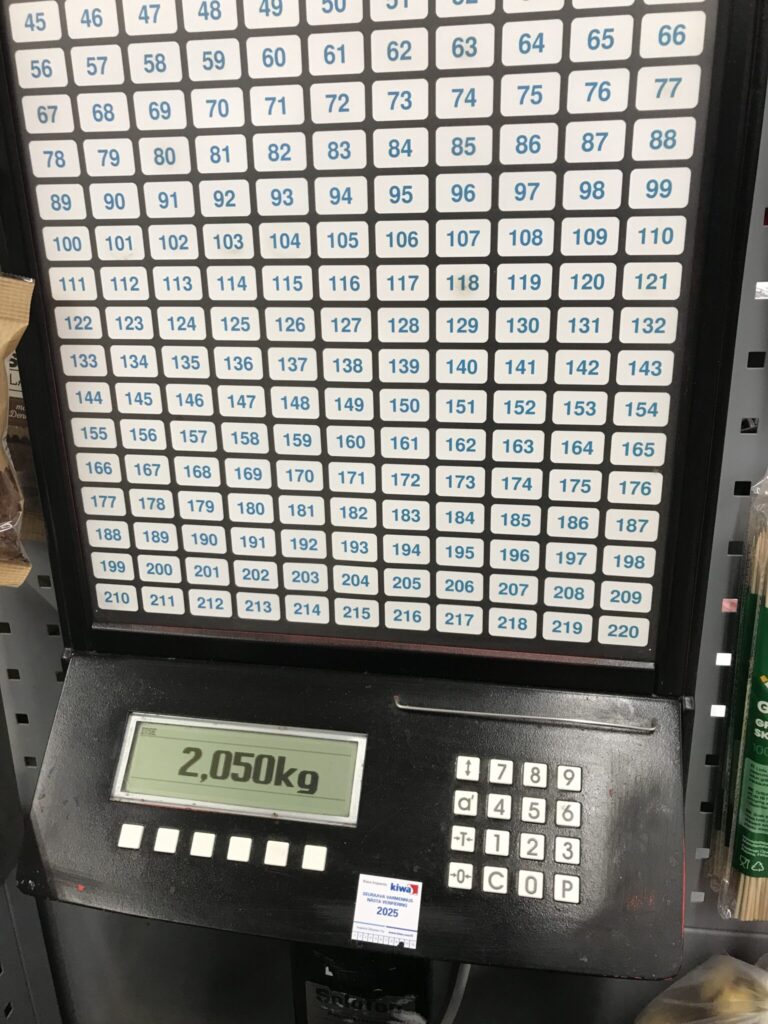 45 46 47 48 49 50 51
56 57 58 59 60 61 62 63 64 65 66
67 68 69 70 71 72 73 74 75 76 77
78 79 80 81 82 83 84 85 86 87 88
89 90 91 92 93 94 95 96 97 98 99
100 101 102 103 104 105 106 107 108 109 110
111 112 113 114 115 116 117 118 119 120 121
122 123 124 125 126 127 128 129 130 131 132
133 134 135 136 137 138 139 140 141 142 143
144 145 146 147 148 149 150 151 152 153 154
155 156 157 158 159 160 161 162 163 164 165
166 167 168 169 170 171 172 173 174 175 176
177 178 179 180 181 182 183 184 185 186 187
188 189 190 191 192 193 194 195 196 197 198
199 200 201 202 203 204 205 206 207 208 209
210 211 212 213 214 215 216 217 218 219 220
2,050kg
↕ 7 8 9
a' 4 5 6
→T← 1 2 3
→0← C 0 P
kiwa
SEURAAVA VARMENNUS
NÄSTA VERIFIERING
2025